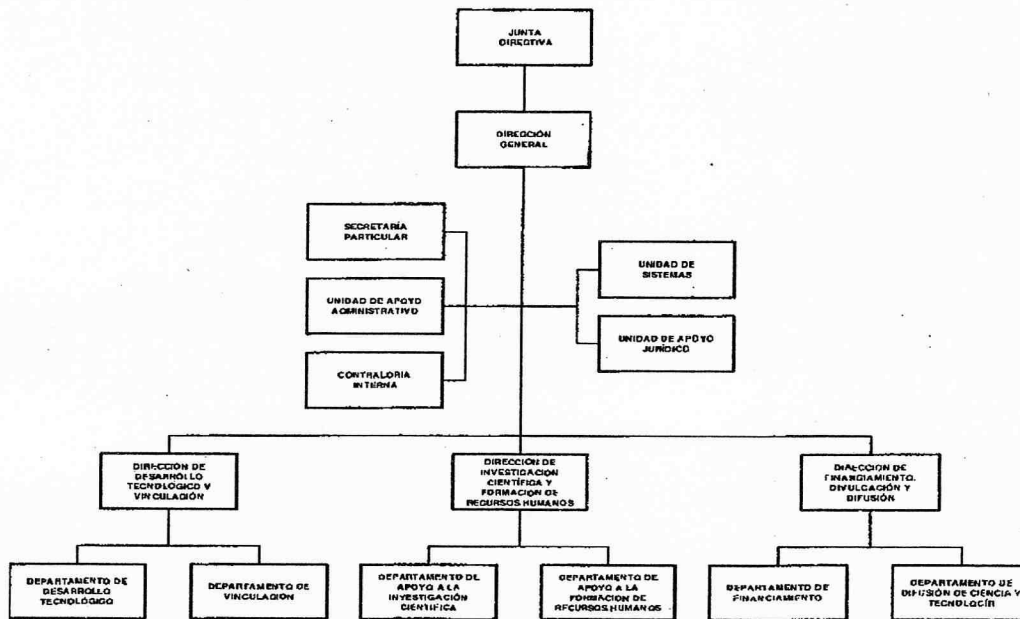 JUNTA
DIRECTIVA
DIRECCIÓN
GENERAL
SECRETARÍA
PARTICULAR
UNIDAD DE
SISTEMAS
UNIDAD DE APOYO
ADMINISTRATIVO
UNIDAD DE APOYO
JURÍDICO
CONTRALORÍA
INTERNA
DIRECCIÓN DE
DESARROLLO
TECNOLÓGICO Y
VINCULACIÓN
DIRECCIÓN DE
INVESTIGACIÓN
CIENTÍFICA Y
FORMACIÓN DE
RECURSOS HUMANOS
DIRECCIÓN DE
FINANCIAMIENTO,
DIVULGACIÓN Y
DIFUSIÓN
DEPARTAMENTO DE
DESARROLLO
TECNOLÓGICO
DEPARTAMENTO DE
VINCULACIÓN
DEPARTAMENTO DE
APOYO A LA
INVESTIGACIÓN
CIENTÍFICA
DEPARTAMENTO DE
APOYO A LA
FORMACIÓN DE
RECURSOS HUMANOS
DEPARTAMENTO DE
FINANCIAMIENTO
DEPARTAMENTO DE
DIFUSIÓN DE CIENCIA Y
TECNOLOGÍA